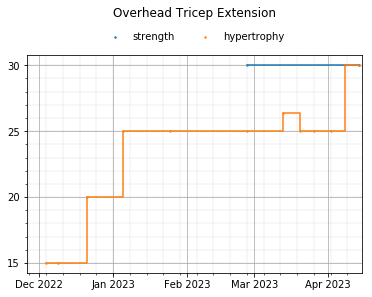 Overhead Tricep Extension
strength hypertrophy
30
25
20
15
Dec 2022 Jan 2023 Feb 2023 Mar 2023 Apr 2023